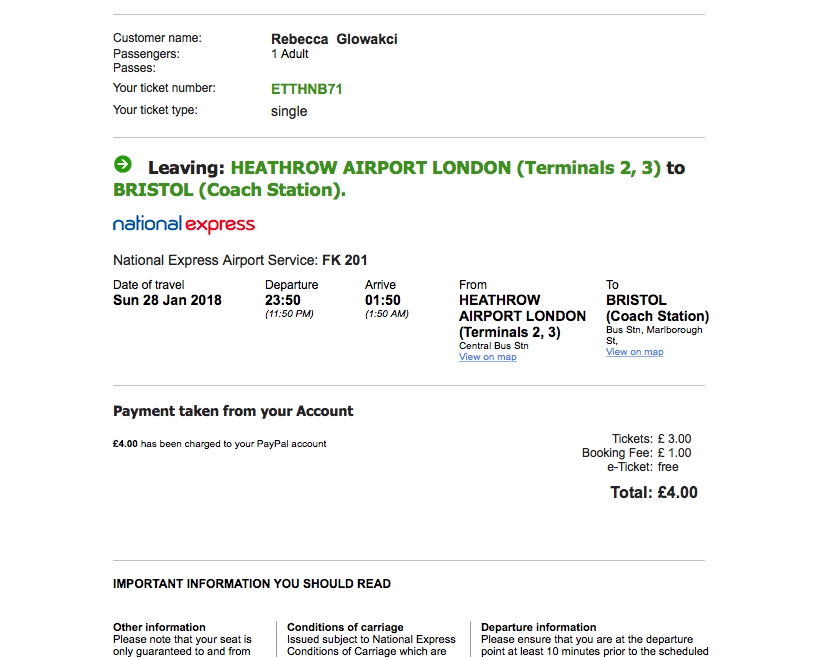 Customer name: Rebecca Glowakci
Passengers: 1 Adult
Passes:
Your ticket number: ETTHNB71
Your ticket type: single
Leaving: HEATHROW AIRPORT LONDON (Terminals 2, 3) to
BRISTOL (Coach Station).
national express
National Express Airport Service: FK 201
Date of travel
Sun 28 Jan 2018
Departure
23:50
(11:50 PM)
Arrive
01:50
(1:50 AM)
From
HEATHROW
AIRPORT LONDON
(Terminals 2, 3)
Central Bus Stn
View on map
To
BRISTOL
(Coach Station)
Bus Stn, Marlborough
St,
View on map
Payment taken from your Account
£4.00 has been charged to your PayPal account
Tickets: £ 3.00
Booking Fee: £ 1.00
e-Ticket: free
Total: £4.00
IMPORTANT INFORMATION YOU SHOULD READ
Other information
Please note that your seat is
only guaranteed to and from
Conditions of carriage
Issued subject to National Express
Conditions of Carriage which are
Departure information
Please ensure that you are at the departure
point at least 10 minutes prior to the scheduled